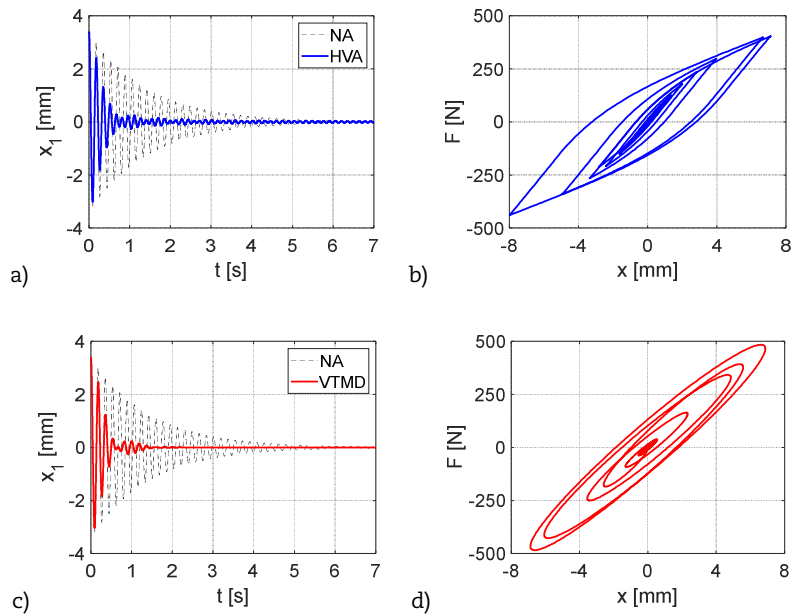 4
2
0
-2
-4
x1 [mm]
0 1 2 3 4 5 6 7
t [s]
NA
HVA
a)
500
250
0
-250
-500
F [N]
-8 -4 0 4 8
x [mm]
b)
4
2
0
-2
-4
x1 [mm]
0 1 2 3 4 5 6 7
t [s]
NA
VTMD
c)
500
250
0
-250
-500
F [N]
-8 -4 0 4 8
x [mm]
d)